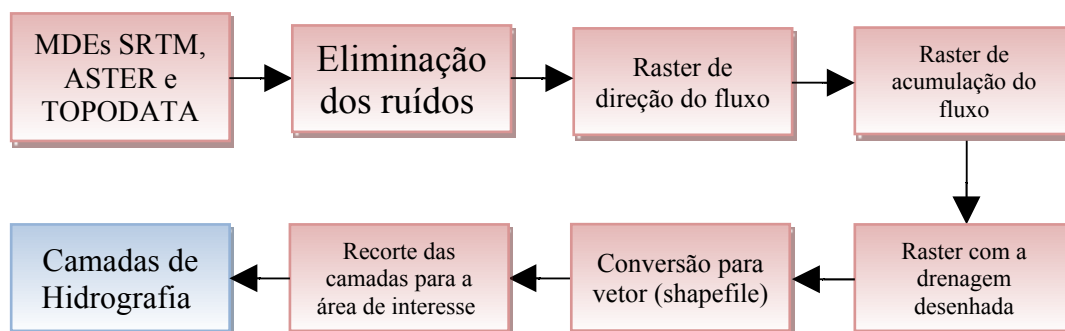 MDEs SRTM,
ASTER e
TOPODATA
Eliminação
dos ruídos
Raster de
direção do fluxo
Raster de
acumulação do
fluxo
Raster com a
drenagem
desenhada
Conversão para
vetor (shapefile)
Recorte das
camadas para a
área de interesse
Camadas de
Hidrografia